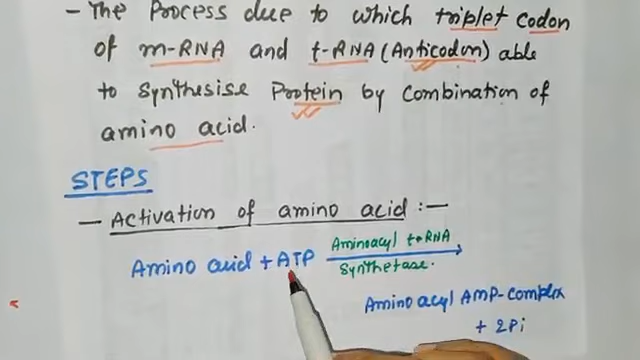 - The Process due to which triplet codon
of m-RNA and t-RNA (Anticodon) able
to synthesise Protein by combination of
amino acid.
STEPS
- Activation of amino acid :-
Amino acid + ATP Aminoacyl t-RNA
Synthetase.
Amino acyl AMP-Complex
+ 2Pi